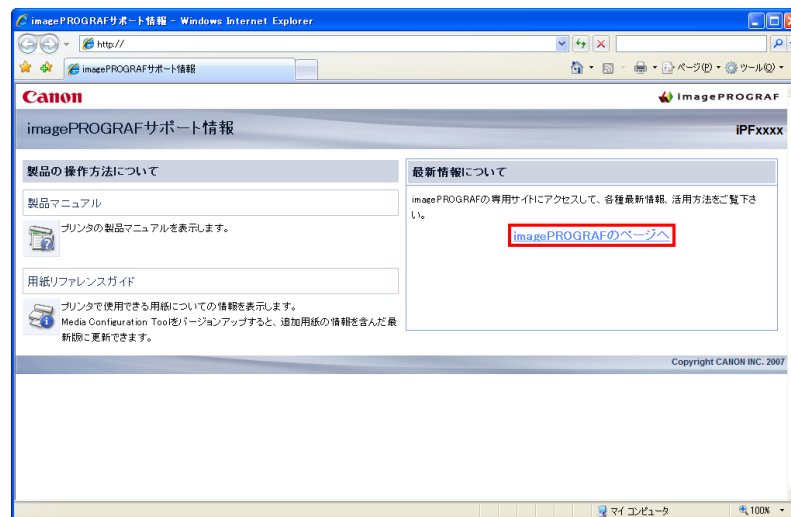 imagePROGRAFサポート情報 - Windows Internet Explorer
http://
imagePROGRAFサポート情報
ページ(P)
ツール(O)
Canon
imagePROGRAF
imagePROGRAFサポート情報
iPFxxxx
製品の操作方法について
製品マニュアル
プリンタの製品マニュアルを表示します。
用紙リファレンスガイド
プリンタで使用できる用紙についての情報を表示します。
Media Configuration Toolをバージョンアップすると、追加用紙の情報を含んだ最
新版に更新できます。
最新情報について
imagePROGRAFの専用サイトにアクセスして、各種最新情報、活用方法をご覧下さ
い。
imagePROGRAFのページへ
Copyright CANON INC. 2007
マイ コンピュータ
100%